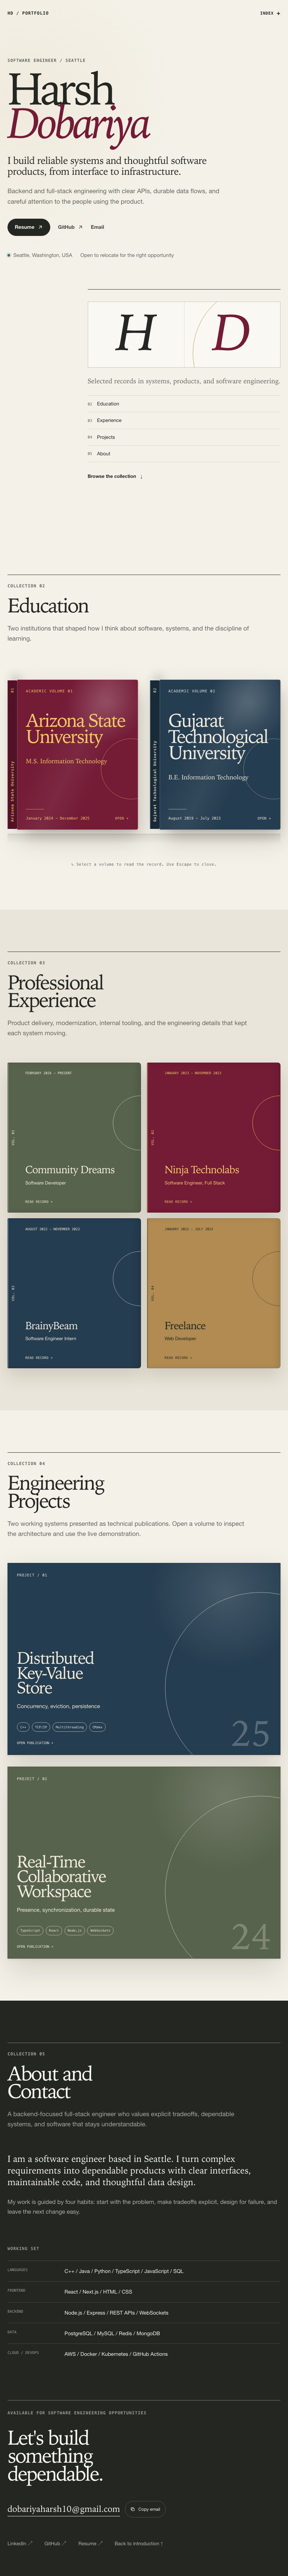 HD / PORTFOLIO
INDEX +
SOFTWARE ENGINEER / SEATTLE
Harsh
Dobariya
I build reliable systems and thoughtful software
products, from interface to infrastructure.
Backend and full-stack engineering with clear APIs, durable data flows, and
careful attention to the people using the product.
Resume ↗
GitHub ↗
Email
Seattle, Washington, USA
Open to relocate for the right opportunity
H
D
Selected records in systems, products, and software engineering.
02 Education
03 Experience
04 Projects
05 About
Browse the collection ↓
COLLECTION 02
Education
Two institutions that shaped how I think about software, systems, and the discipline of
learning.
01
Arizona State University
ACADEMIC VOLUME 01
Arizona State
University
M.S. Information Technology
January 2024 — December 2025
OPEN +
02
Gujarat Technological University
ACADEMIC VOLUME 02
Gujarat
Technological
University
B.E. Information Technology
August 2019 — July 2023
OPEN +
↳ Select a volume to read the record. Use Escape to close.
COLLECTION 03
Professional
Experience
Product delivery, modernization, internal tooling, and the engineering details that kept
each system moving.
VOL. 01
FEBRUARY 2026 — PRESENT
Community Dreams
Software Developer
READ RECORD +
VOL. 02
JANUARY 2023 — NOVEMBER 2023
Ninja Technolabs
Software Engineer, Full Stack
READ RECORD +
VOL. 03
AUGUST 2022 — NOVEMBER 2022
BrainyBeam
Software Engineer Intern
READ RECORD +
VOL. 04
JANUARY 2022 — JULY 2022
Freelance
Web Developer
READ RECORD +
COLLECTION 04
Engineering
Projects
Two working systems presented as technical publications. Open a volume to inspect
the architecture and use the live demonstration.
PROJECT / 01
Distributed
Key-Value
Store
Concurrency, eviction, persistence
C++
TCP/IP
Multithreading
CMake
OPEN PUBLICATION +
25
PROJECT / 02
Real-Time
Collaborative
Workspace
Presence, synchronization, durable state
TypeScript
React
Node.js
WebSockets
OPEN PUBLICATION +
24
COLLECTION 05
About and
Contact
A backend-focused full-stack engineer who values explicit tradeoffs, dependable
systems, and software that stays understandable.
I am a software engineer based in Seattle. I turn complex
requirements into dependable products with clear interfaces,
maintainable code, and thoughtful data design.
My work is guided by four habits: start with the problem, make tradeoffs explicit, design for failure, and
leave the next change easy.
WORKING SET
LANGUAGES
C++ / Java / Python / TypeScript / JavaScript / SQL
FRONTEND
React / Next.js / HTML / CSS
BACKEND
Node.js / Express / REST APIs / WebSockets
DATA
PostgreSQL / MySQL / Redis / MongoDB
CLOUD / DEVOPS
AWS / Docker / Kubernetes / GitHub Actions
AVAILABLE FOR SOFTWARE ENGINEERING OPPORTUNITIES
Let's build
something
dependable.
dobariyaharsh10@gmail.com
Copy email
LinkedIn ↗
GitHub ↗
Resume ↗
Back to introduction ↑